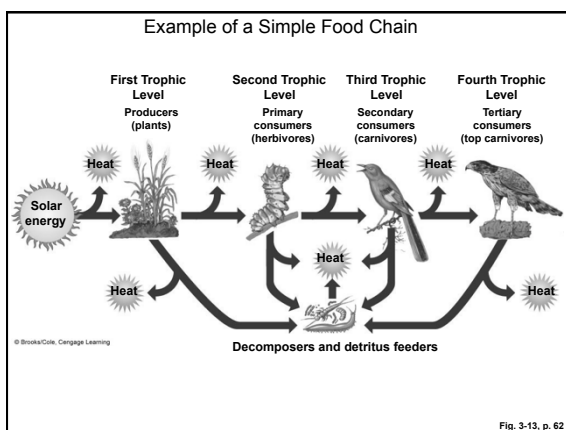 Example of a Simple Food Chain
First Trophic
Level
Producers
(plants)
Second Trophic
Level
Primary
consumers
(herbivores)
Third Trophic
Level
Secondary
consumers
(carnivores)
Fourth Trophic
Level
Tertiary
consumers
(top carnivores)
Heat
Heat
Heat
Heat
Solar
energy
Heat
Heat
Heat
© Brooks/Cole, Cengage Learning
Decomposers and detritus feeders
Fig. 3-13, p. 62